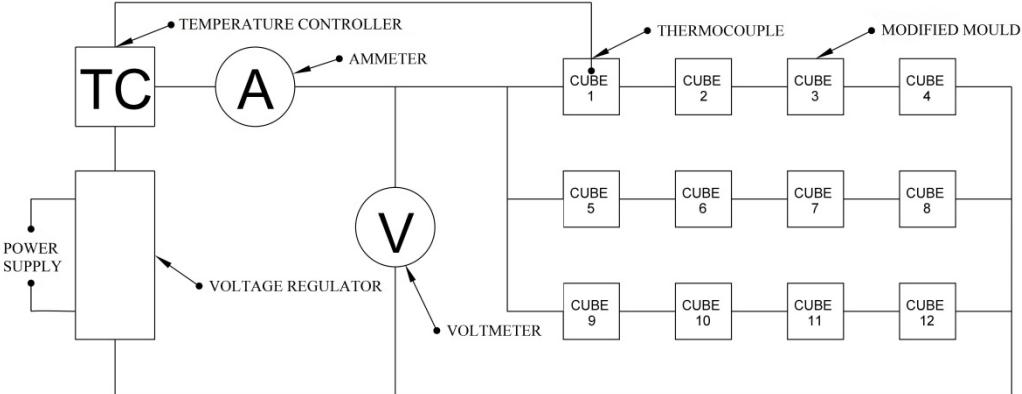 TEMPERATURE CONTROLLER
THERMOCOUPLE
MODIFIED MOULD
AMMETER
TC
A
CUBE
1
CUBE
2
CUBE
3
CUBE
4
CUBE
5
CUBE
6
CUBE
7
CUBE
8
V
POWER
SUPPLY
VOLTAGE REGULATOR
CUBE
9
CUBE
10
CUBE
11
CUBE
12
VOLTMETER